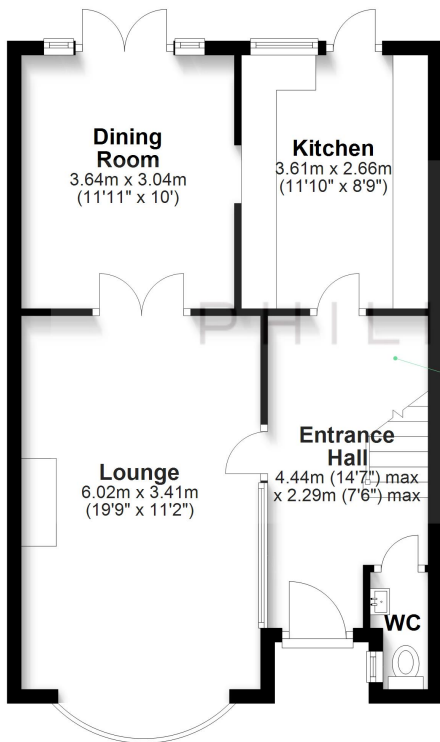 Dining
Room
3.64m x 3.04m
(11'11" x 10')
Kitchen
3.61m x 2.66m
(11'10" x 8'9")
PHILI
Lounge
6.02m x 3.41m
(19'9" x 11'2")
Entrance
Hall
4.44m (14'7") max
x 2.29m (7'6") max
WC